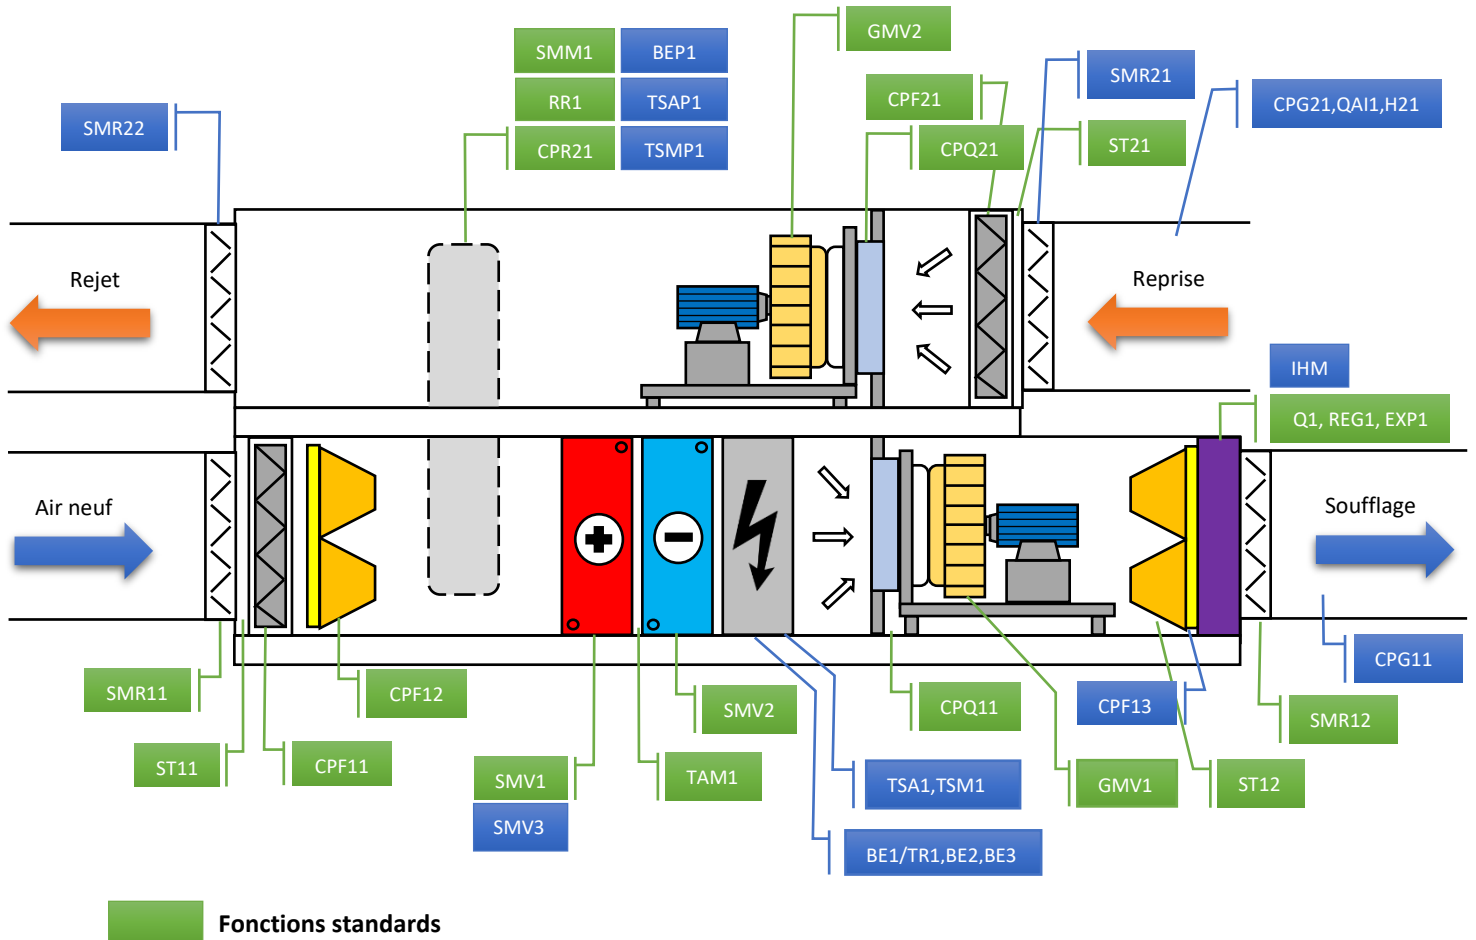 GMV2
SMM1
BEP1
SMR21
RR1
TSAP1
CPF21
CPG21,QAI1,H21
SMR22
CPR21
TSMP1
CPQ21
ST21
Rejet
Reprise
IHM
Q1, REG1, EXP1
Air neuf
Soufflage
CPG11
SMR11
CPF12
SMV2
CPQ11
CPF13
SMR12
ST11
CPF11
SMV1
TAM1
TSA1,TSM1
GMV1
ST12
SMV3
BE1/TR1,BE2,BE3
Fonctions standards